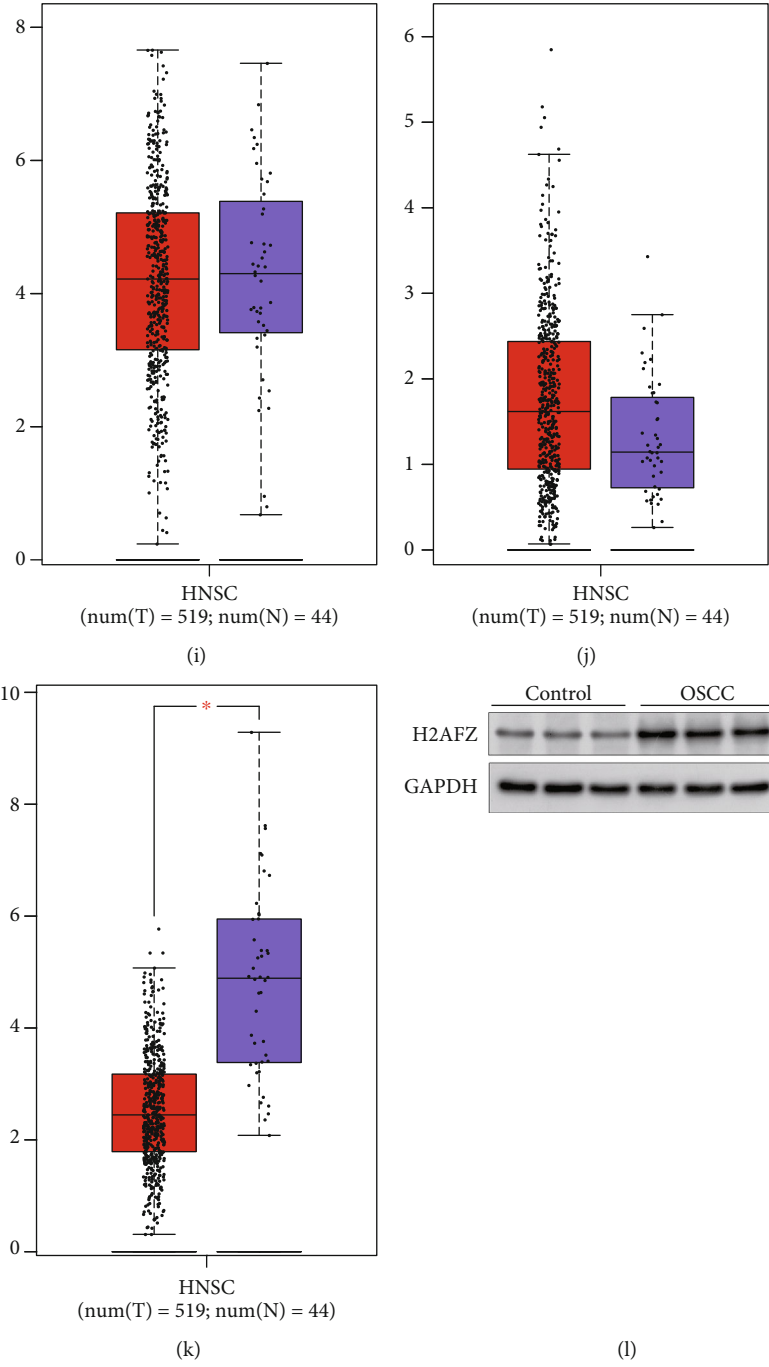 8
6
4
2
0
HNSC
(num(T) = 519; num(N) = 44)
(i)
6
5
4
3
2
1
0
HNSC
(num(T) = 519; num(N) = 44)
(j)
10
8
6
4
2
0
*
HNSC
(num(T) = 519; num(N) = 44)
(k)
Control OSCC
H2AFZ
GAPDH
(l)